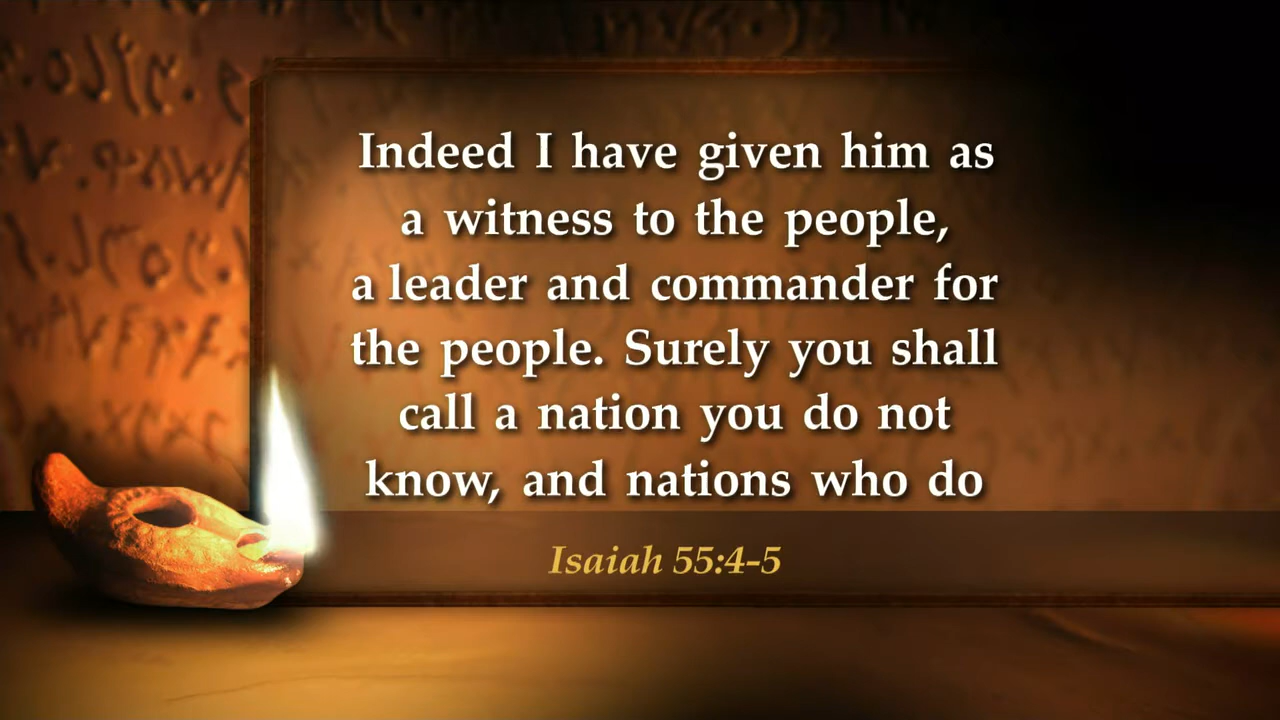 Indeed I have given him as
a witness to the people,
a leader and commander for
the people. Surely you shall
call a nation you do not
know, and nations who do
Isaiah 55:4-5